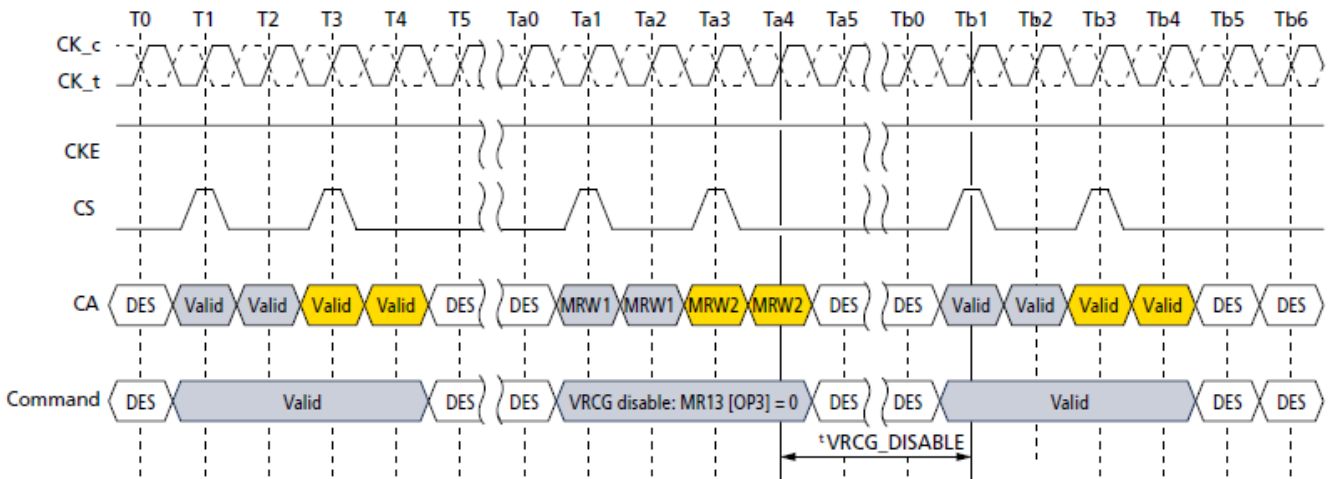 T0 T1 T2 T3 T4 T5 Ta0 Ta1 Ta2 Ta3 Ta4 Ta5 Tb0 Tb1 Tb2 Tb3 Tb4 Tb5 Tb6
CK_c
CK_t
CKE
CS
CA DES Valid Valid Valid Valid DES DES MRW1 MRW1 MRW2 MRW2 DES DES Valid Valid Valid Valid DES DES
Command DES Valid DES DES VRCG disable: MR13 [OP3] = 0 DES DES Valid DES DES
tVRCG_DISABLE